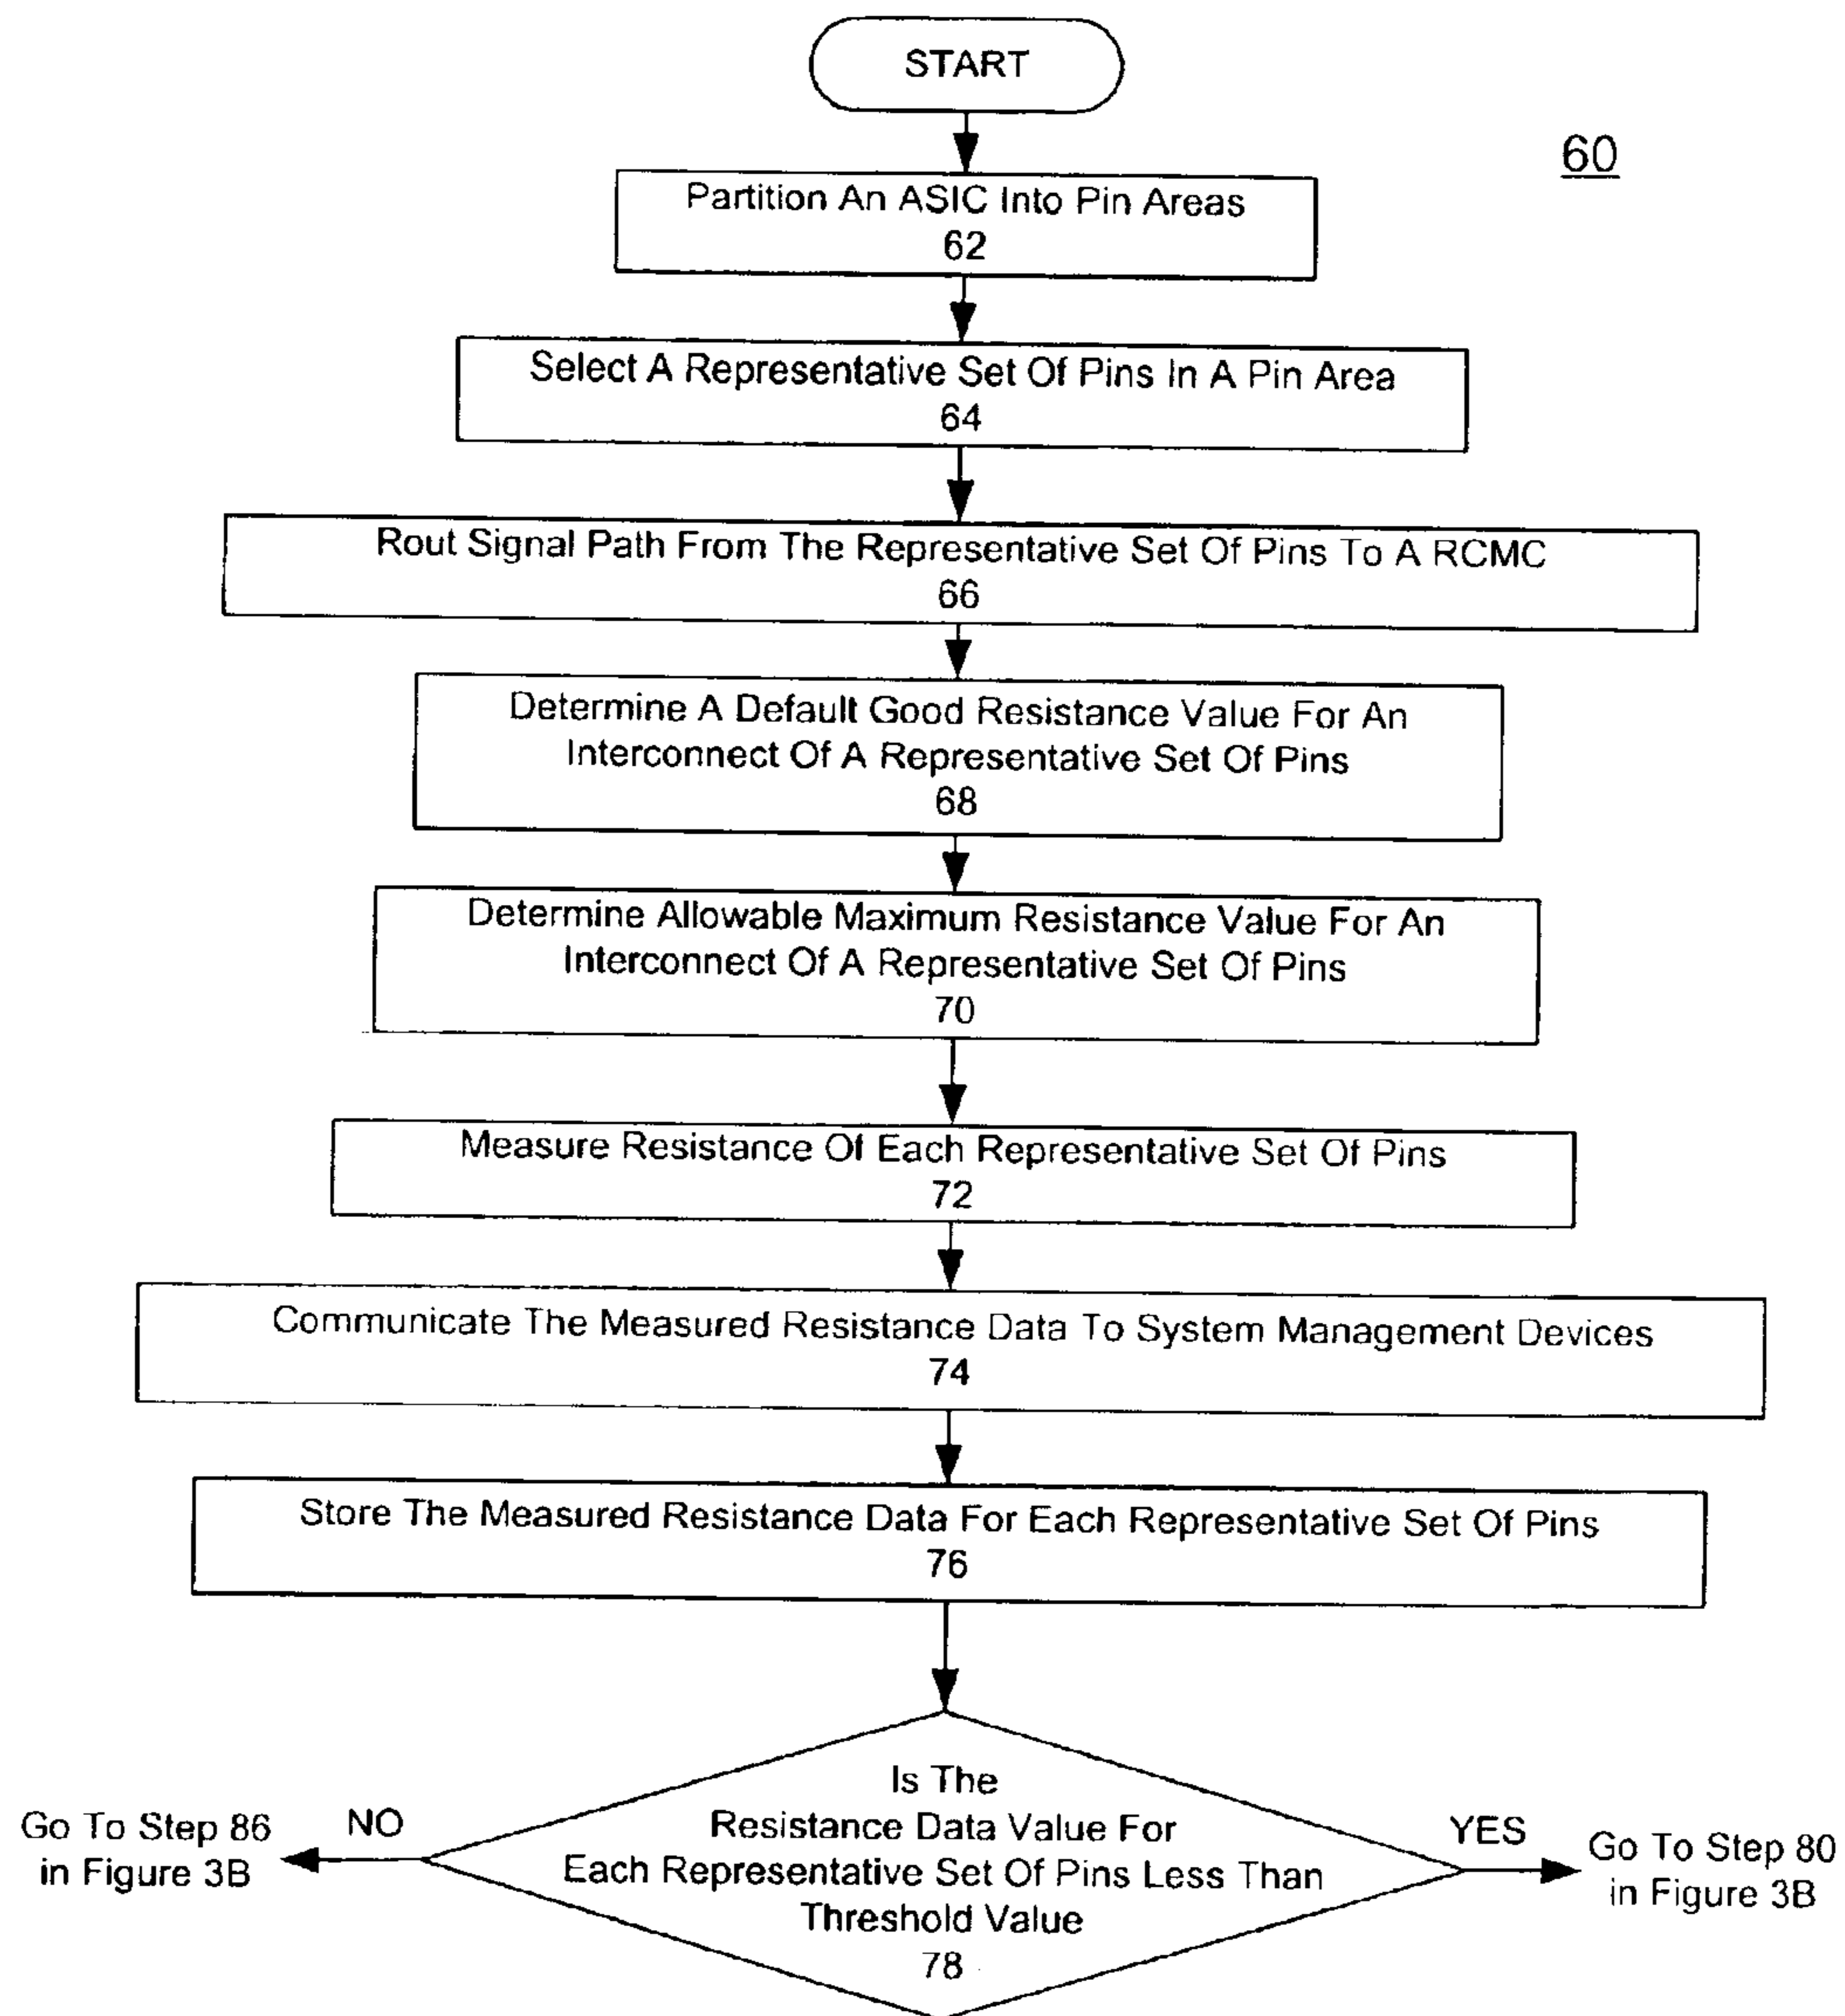 START
60
Partition An ASIC Into Pin Areas
62
Select A Representative Set Of Pins In A Pin Area
64
Rout Signal Path From The Representative Set Of Pins To A RCMC
66
Determine A Default Good Resistance Value For An
Interconnect Of A Representative Set Of Pins
68
Determine Allowable Maximum Resistance Value For An
Interconnect Of A Representative Set Of Pins
70
Measure Resistance Of Each Representative Set Of Pins
72
Communicate The Measured Resistance Data To System Management Devices
74
Store The Measured Resistance Data For Each Representative Set Of Pins
76
Is The
Resistance Data Value For
Each Representative Set Of Pins Less Than
Threshold Value
78
NO
Go To Step 86
in Figure 3B
YES
Go To Step 80
in Figure 3B